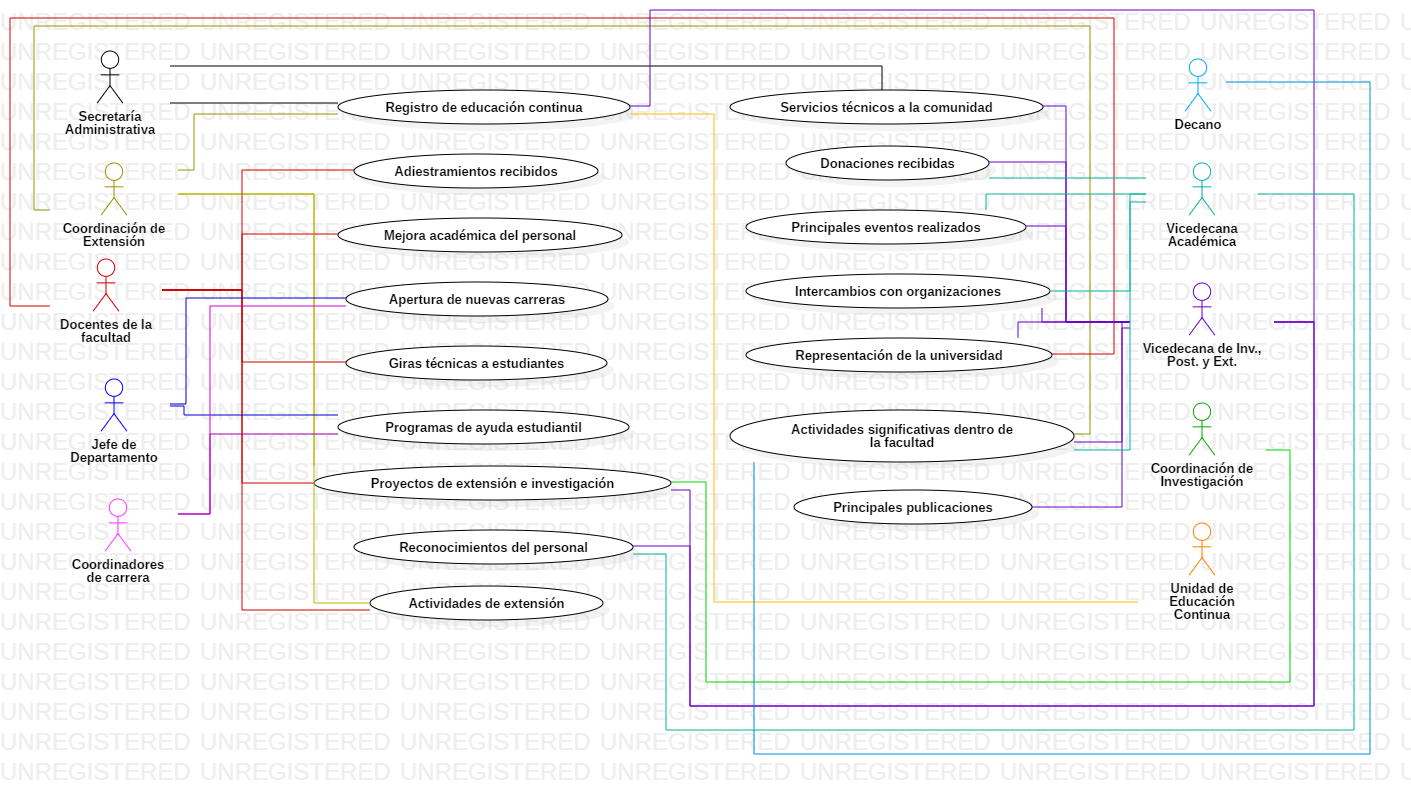 Secretaría
Administrativa
Coordinación de
Extensión
Docentes de la
facultad
Jefe de
Departamento
Coordinadores
de carrera
Registro de educación continua
Adiestramientos recibidos
Mejora académica del personal
Apertura de nuevas carreras
Giras técnicas a estudiantes
Programas de ayuda estudiantil
Proyectos de extensión e investigación
Reconocimientos del personal
Actividades de extensión
Servicios técnicos a la comunidad
Donaciones recibidas
Principales eventos realizados
Intercambios con organizaciones
Representación de la universidad
Actividades significativas dentro de
la facultad
Principales publicaciones
Decano
Vicedecana
Académica
Vicedecana de Inv.,
Post. y Ext.
Coordinación de
Investigación
Unidad de
Educación
Continua
UNREGISTERED